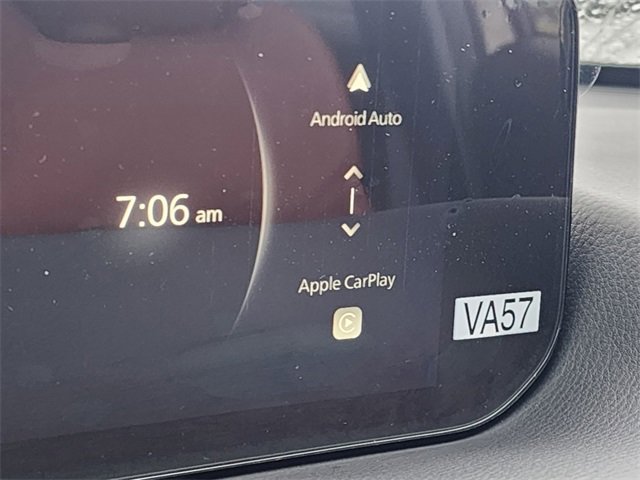 Android Auto
7:06 am
Apple CarPlay
VA57